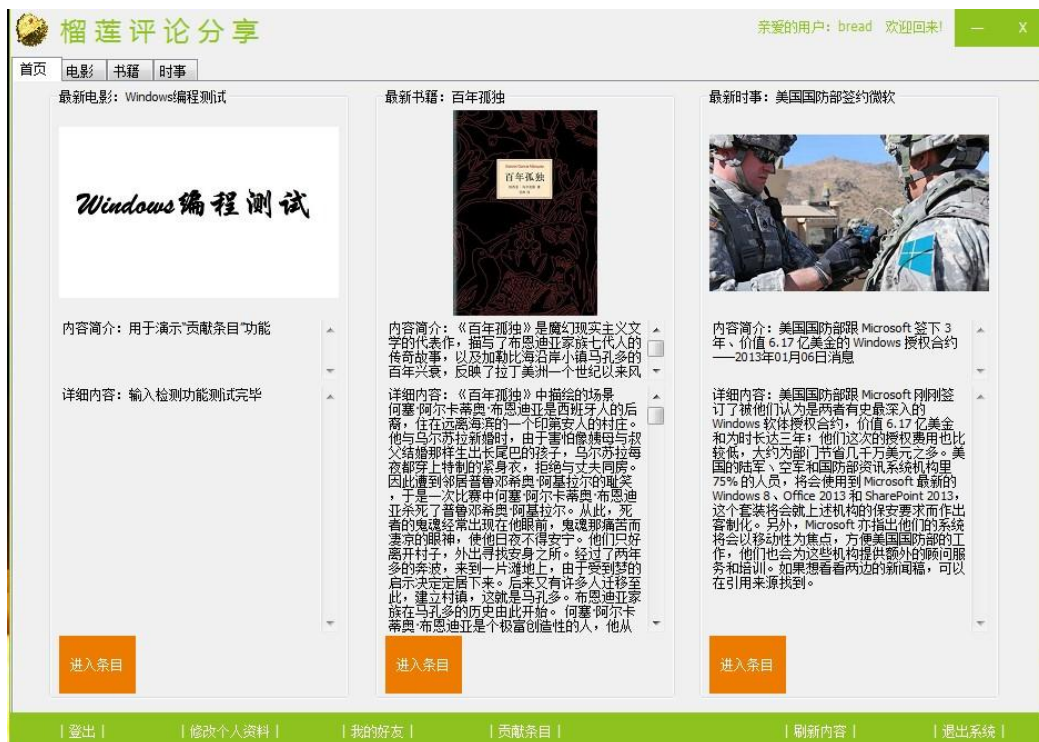 榴莲评论分享
亲爱的用户：bread 欢迎回来!
— X
首页 电影 书籍 时事
最新电影：Windows编程测试
Windows编程测试
内容简介：用于演示"贡献条目"功能
详细内容：输入检测功能测试完毕
进入条目
最新书籍：百年孤独
百年孤独
内容简介：《百年孤独》是魔幻现实主义文
学的代表作，描写了布恩迪亚家族七代人的
传奇故事，以及加勒比海沿岸小镇马孔多的
百年兴衰，反映了拉丁美洲一个世纪以来风
详细内容：《百年孤独》中描绘的场景
何塞·阿尔卡蒂奥·布恩迪亚是西班牙人的后
裔，住在远离海滨的一个印第安人的村庄。
他与乌尔苏拉新婚时，由于害怕像姨母与叔
父结婚那样生出长尾巴的孩子，乌尔苏拉每
夜都穿上特制的紧身衣，拒绝与丈夫同房。
因此遭到邻居普鲁邓希奥·阿基拉尔的耻笑
，于是一次比赛中何塞·阿尔卡蒂奥·布恩迪
亚杀死了普鲁邓希奥·阿基拉尔。从此，死
者的鬼魂经常出现在他眼前，鬼魂那痛苦而
凄凉的眼神，使他日夜不得安宁。他们只好
离开村子，外出寻找安身之所。经过了两年
多的奔波，来到一片滩地上，由于受到梦的
启示决定定居下来。后来又有许多人迁移至
此，建立村镇，这就是马孔多。布恩迪亚家
族在马孔多的历史由此开始。 何塞·阿尔卡
蒂奥·布恩迪亚是个极富创造性的人，他从
进入条目
最新时事：美国国防部签约微软
内容简介：美国国防部跟 Microsoft 签下 3
年、价值 6.17 亿美金的 Windows 授权合约
——2013年01月06日消息
详细内容：美国国防部跟 Microsoft 刚刚签
订了被他们认为是两者有史最深入的
Windows 软体授权合约，价值 6.17 亿美金
和为时长达三年；他们这次的授权费用也比
较低，大约为部门节省几千万美元之多。美
国的陆军、空军和国防部资讯系统机构里
75% 的人员，将会使用到 Microsoft 最新的
Windows 8、Office 2013 和 SharePoint 2013，
这个套装将会就上述机构的保安要求而作出
客制化。另外，Microsoft 亦指出他们的系统
将会以移动性为焦点，方便美国国防部的工
作，他们也会为这些机构提供额外的顾问服
务和培训。如果想看看两边的新闻稿，可以
在引用来源找到。
进入条目
| 登出 | | 修改个人资料 | | 我的好友 | | 贡献条目 | | 刷新内容 | | 退出系统 |